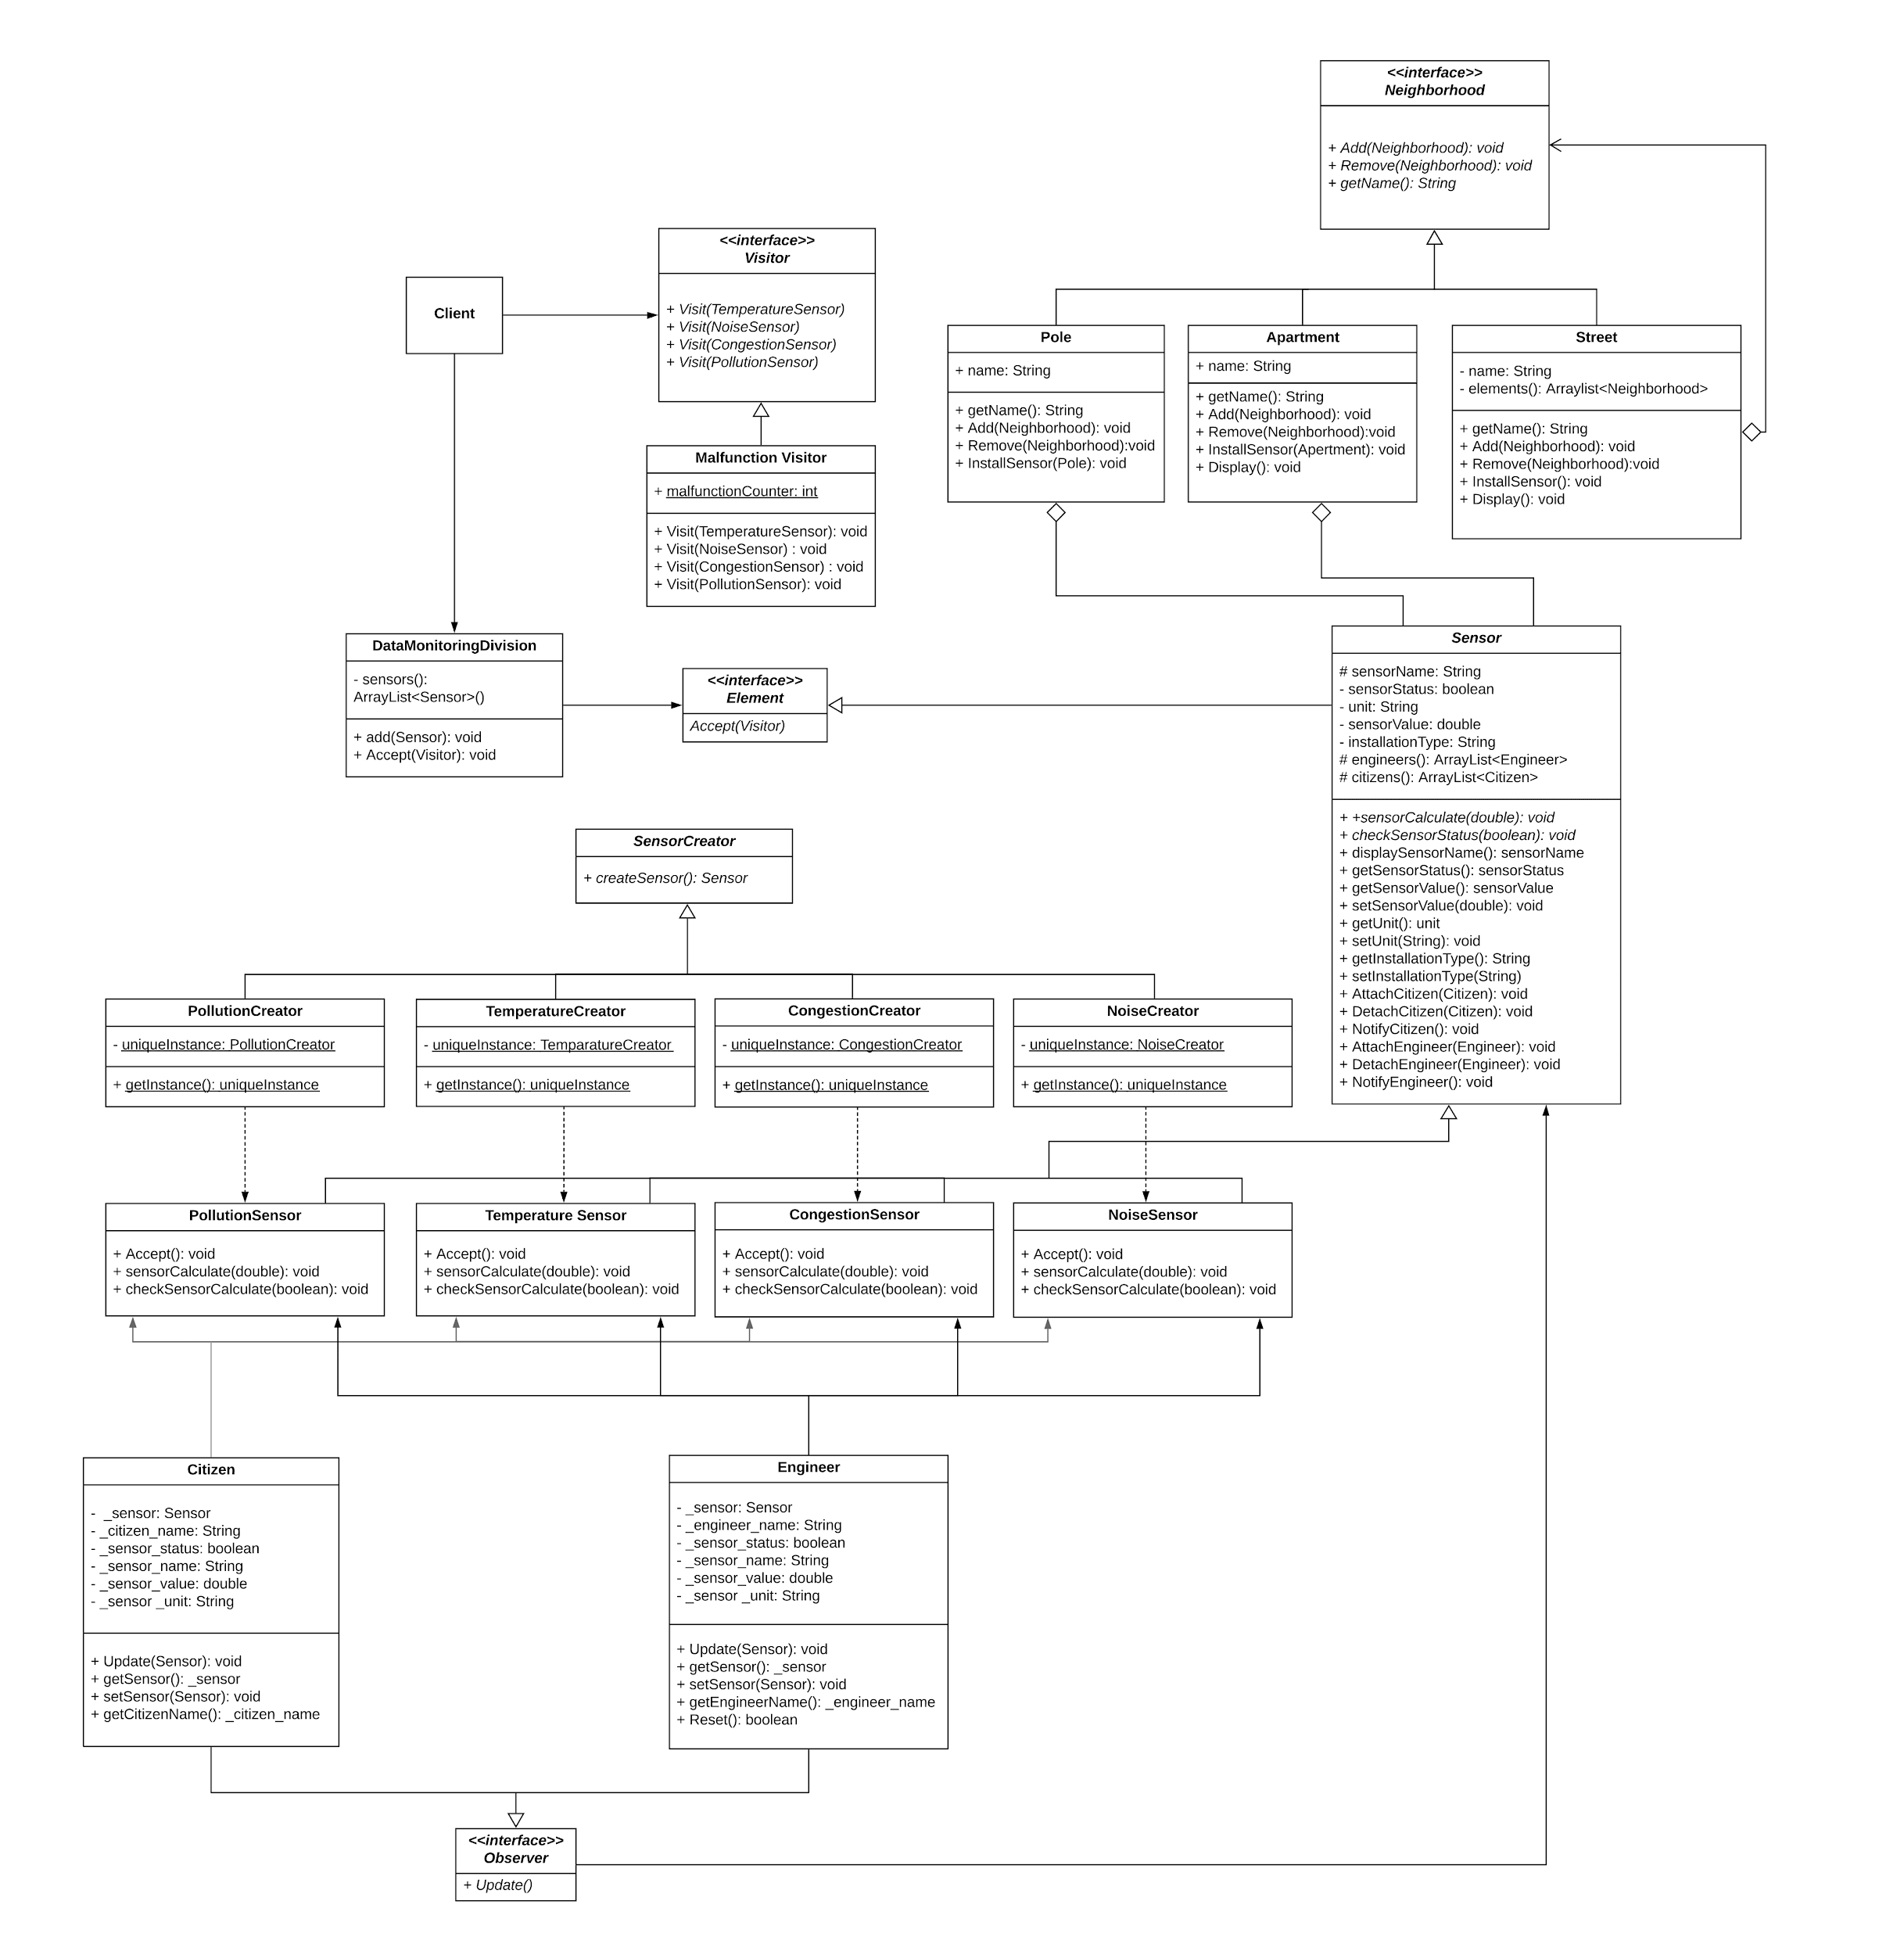 <<interface>>
Neighborhood
+ Add(Neighborhood): void
+ Remove(Neighborhood): void
+ getName(): String
<<interface>>
Visitor
+ Visit(TemperatureSensor)
+ Visit(NoiseSensor)
+ Visit(CongestionSensor)
+ Visit(PollutionSensor)
Client
Pole
+ name: String
+ getName(): String
+ Add(Neighborhood): void
+ Remove(Neighborhood):void
+ InstallSensor(Pole): void
Apartment
+ name: String
+ getName(): String
+ Add(Neighborhood): void
+ Remove(Neighborhood):void
+ InstallSensor(Apertment): void
+ Display(): void
Street
- name: String
- elements(): Arraylist<Neighborhood>
+ getName(): String
+ Add(Neighborhood): void
+ Remove(Neighborhood):void
+ InstallSensor(): void
+ Display(): void
Malfunction Visitor
+ malfunctionCounter: int
+ Visit(TemperatureSensor): void
+ Visit(NoiseSensor) : void
+ Visit(CongestionSensor) : void
+ Visit(PollutionSensor): void
DataMonitoringDivision
- sensors():
ArrayList<Sensor>()
+ add(Sensor): void
+ Accept(Visitor): void
<<interface>>
Element
Accept(Visitor)
Sensor
# sensorName: String
- sensorStatus: boolean
- unit: String
- sensorValue: double
- installationType: String
# engineers(): ArrayList<Engineer>
# citizens(): ArrayList<Citizen>
+ +sensorCalculate(double): void
+ checkSensorStatus(boolean): void
+ displaySensorName(): sensorName
+ getSensorStatus(): sensorStatus
+ getSensorValue(): sensorValue
+ setSensorValue(double): void
+ getUnit(): unit
+ setUnit(String): void
+ getInstallationType(): String
+ setInstallationType(String)
+ AttachCitizen(Citizen): void
+ DetachCitizen(Citizen): void
+ NotifyCitizen(): void
+ AttachEngineer(Engineer): void
+ DetachEngineer(Engineer): void
+ NotifyEngineer(): void
SensorCreator
+ createSensor(): Sensor
PollutionCreator
- uniqueInstance: PollutionCreator
+ getInstance(): uniqueInstance
TemperatureCreator
- uniqueInstance: TemparatureCreator
+ getInstance(): uniqueInstance
CongestionCreator
- uniqueInstance: CongestionCreator
+ getInstance(): uniqueInstance
NoiseCreator
- uniqueInstance: NoiseCreator
+ getInstance(): uniqueInstance
PollutionSensor
+ Accept(): void
+ sensorCalculate(double): void
+ checkSensorCalculate(boolean): void
Temperature Sensor
+ Accept(): void
+ sensorCalculate(double): void
+ checkSensorCalculate(boolean): void
CongestionSensor
+ Accept(): void
+ sensorCalculate(double): void
+ checkSensorCalculate(boolean): void
NoiseSensor
+ Accept(): void
+ sensorCalculate(double): void
+ checkSensorCalculate(boolean): void
Citizen
- _sensor: Sensor
- _citizen_name: String
- _sensor_status: boolean
- _sensor_name: String
- _sensor_value: double
- _sensor _unit: String
+ Update(Sensor): void
+ getSensor(): _sensor
+ setSensor(Sensor): void
+ getCitizenName(): _citizen_name
Engineer
- _sensor: Sensor
- _engineer_name: String
- _sensor_status: boolean
- _sensor_name: String
- _sensor_value: double
- _sensor _unit: String
+ Update(Sensor): void
+ getSensor(): _sensor
+ setSensor(Sensor): void
+ getEngineerName(): _engineer_name
+ Reset(): boolean
<<interface>>
Observer
+ Update()